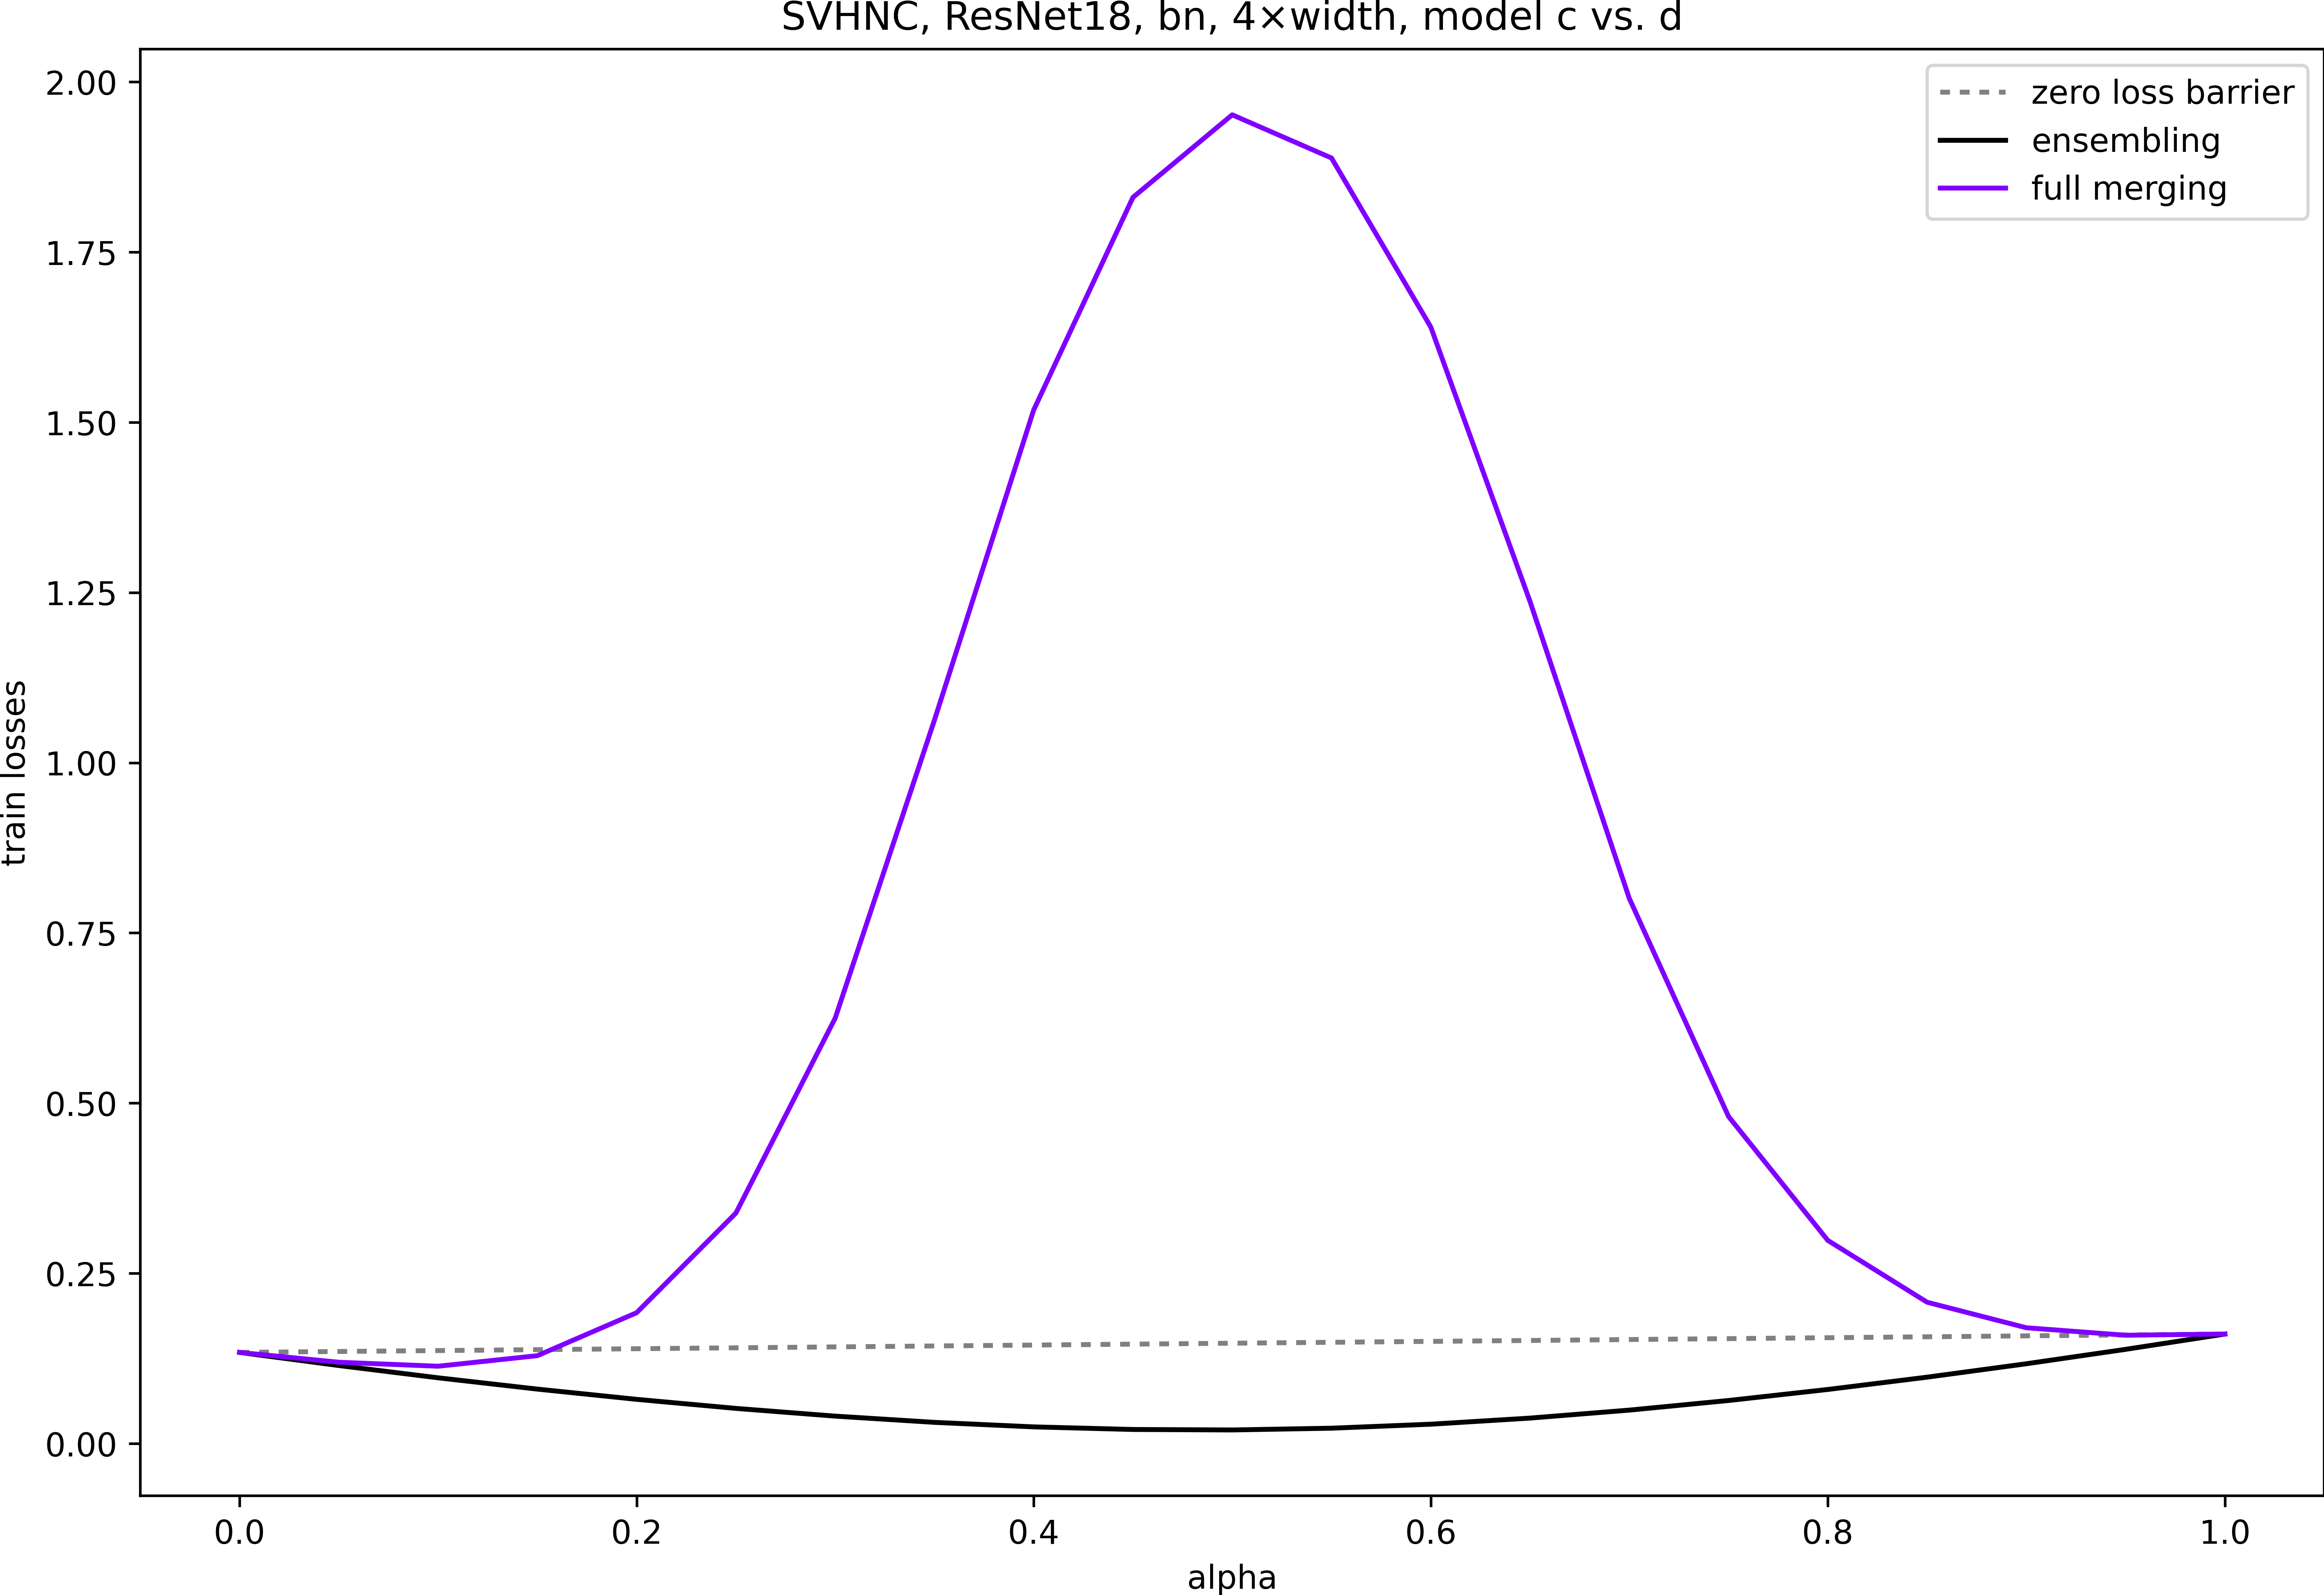 SVHNC, ResNet18, bn, 4×width, model c vs. d
zero loss barrier
ensembling
full merging
train losses
2.00
1.75
1.50
1.25
1.00
0.75
0.50
0.25
0.00
0.0 0.2 0.4 0.6 0.8 1.0
alpha